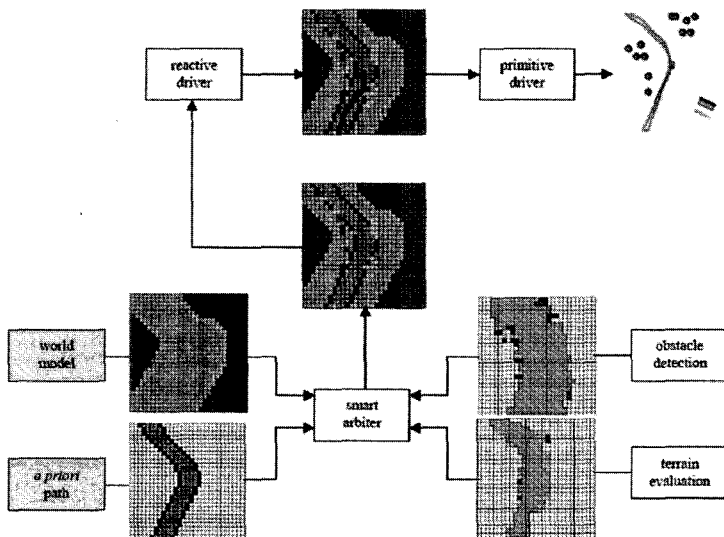 reactive
driver
primitive
driver
world
model
obstacle
detection
smart
arbiter
a priori
path
terrain
evaluation